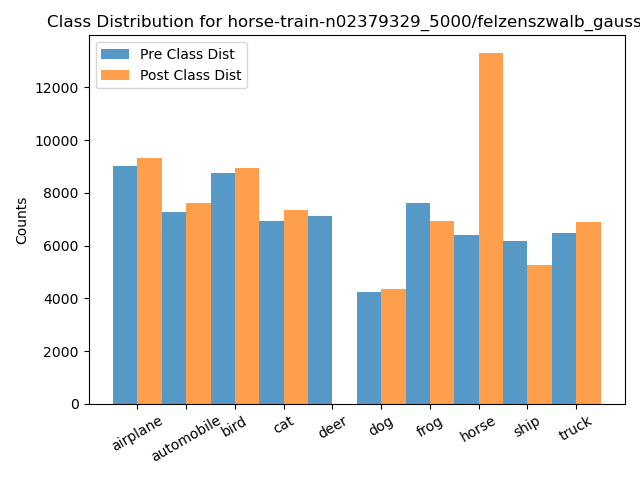 Class Distribution for horse-train-n02379329_5000/felzenszwalb_gauss
Pre Class Dist
Post Class Dist
Counts
12000
10000
8000
6000
4000
2000
0
airplane
automobile
bird
cat
deer
dog
frog
horse
ship
truck